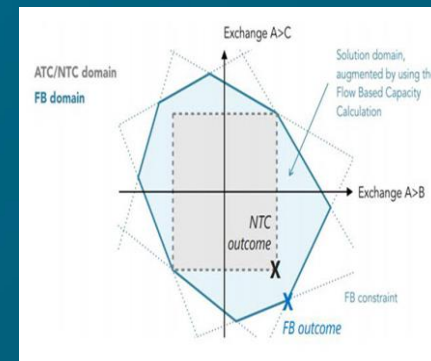 Exchange A>C
Solution domain,
augmented by using th
Flow Based Capacity
Calculation
ATC/NTC domain
FB domain
Exchange A>B
NTC
outcome
X
X
FB constraint
FB outcome